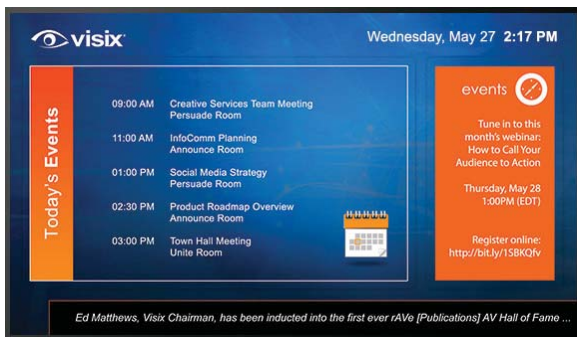 visix
Wednesday, May 27 2:17 PM
Today's Events
09:00 AM Creative Services Team Meeting
Persuade Room
11:00 AM InfoComm Planning
Announce Room
01:00 PM Social Media Strategy
Persuade Room
02:30 PM Product Roadmap Overview
Announce Room
03:00 PM Town Hall Meeting
Unite Room
events
Tune in to this
month's webinar:
How to Call Your
Audience to Action
Thursday, May 28
1:00PM (EDT)
Register online:
http://bit.ly/1SBKQfv
Ed Matthews, Visix Chairman, has been inducted into the first ever rAVe [Publications] AV Hall of Fame ...